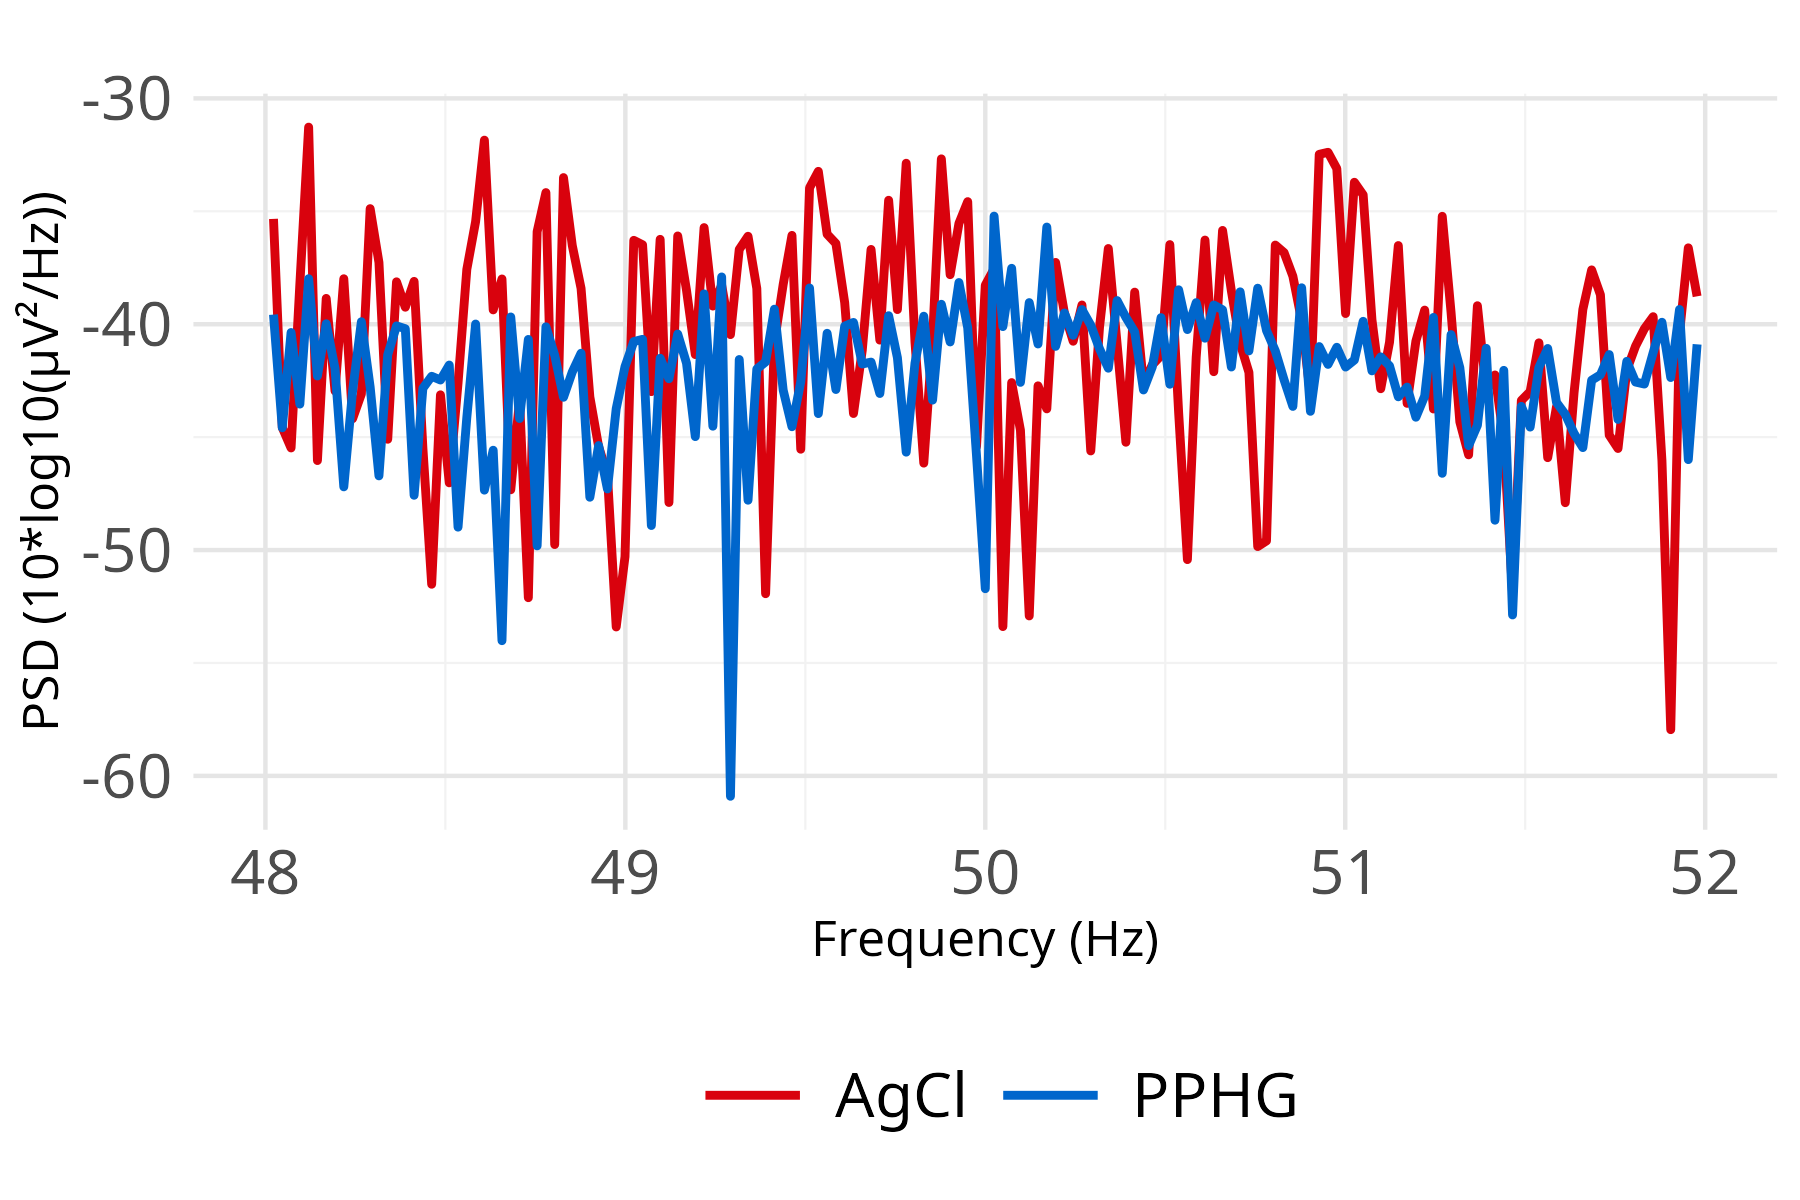 PSD (10*log10(µV²/Hz))
-30
-40
-50
-60
48 49 50 51 52
Frequency (Hz)
AgCl PPHG